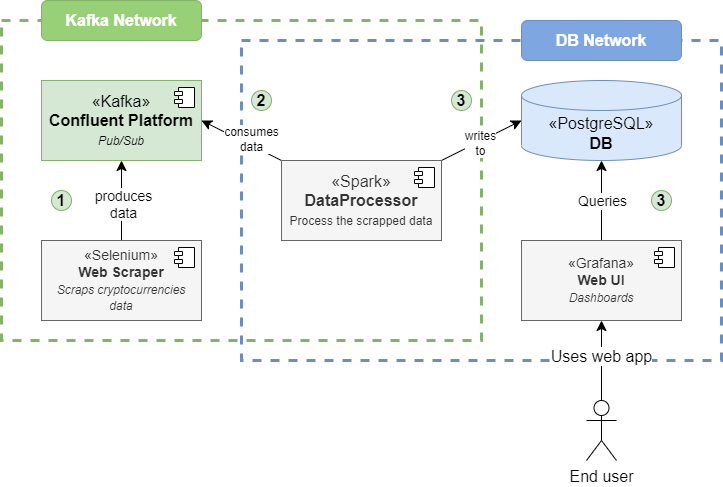 Kafka Network
DB Network
«Kafka»
Confluent Platform
Pub/Sub
2
consumes
data
3
writes
to
«PostgreSQL»
DB
1
produces
data
«Spark»
DataProcessor
Process the scrapped data
Queries
3
«Selenium»
Web Scraper
Scraps cryptocurrencies
data
«Grafana»
Web UI
Dashboards
Uses web app
End user